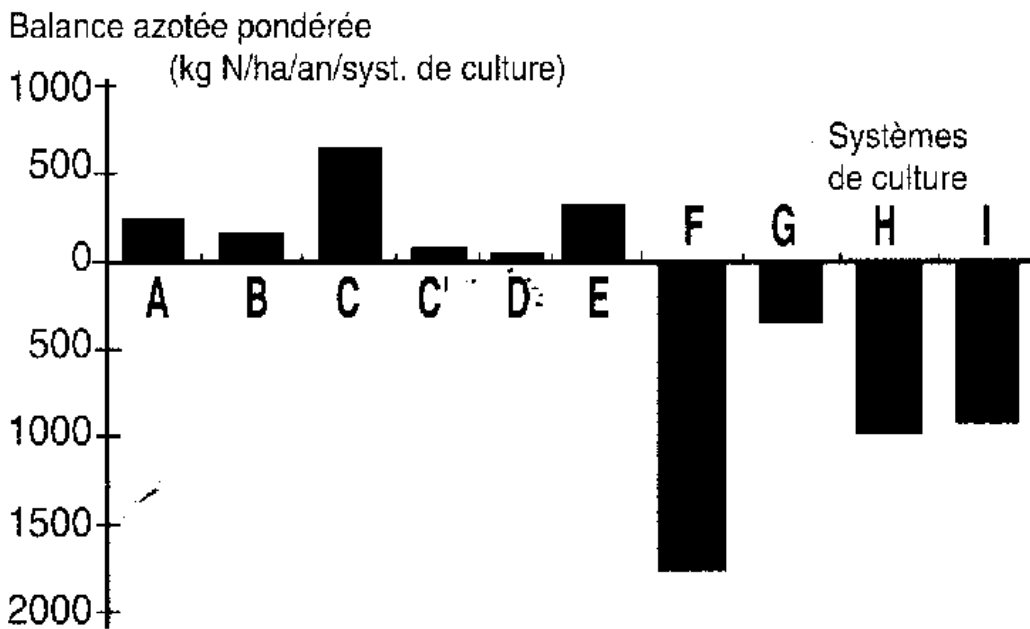 Balance azotée pondérée
(kg N/ha/an/syst. de culture)
1000
500
0
500
1000
1500
2000
Systèmes
de culture
F G H I
A B C C' D E